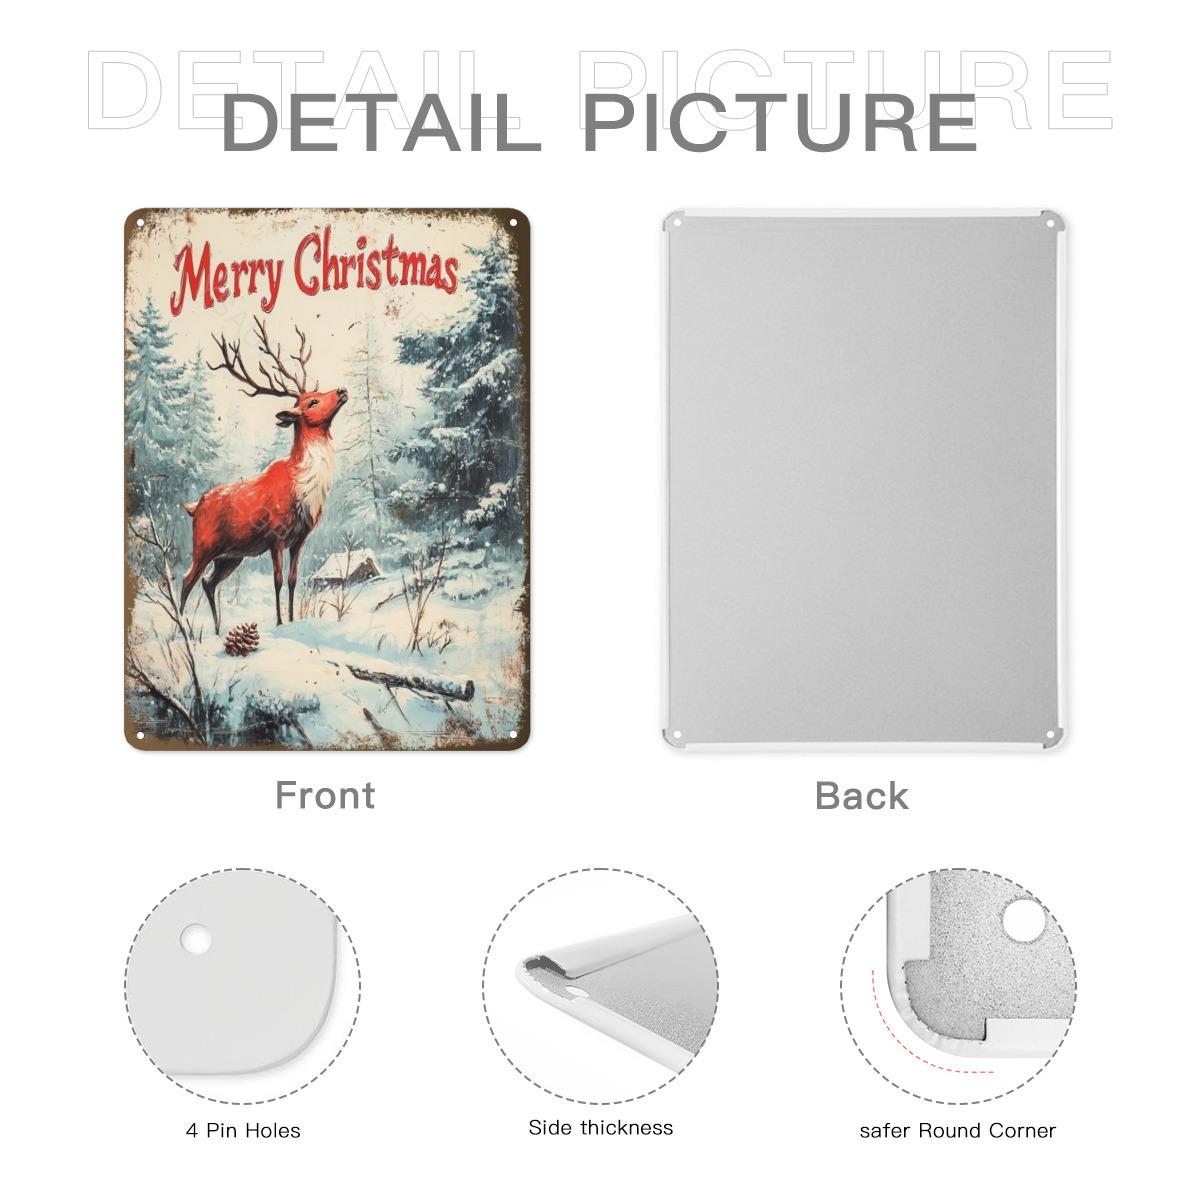 DETAIL PICTURE
DETAIL PICTURE
Merry Christmas
Front
Back
4 Pin Holes
Side thickness
safer Round Corner